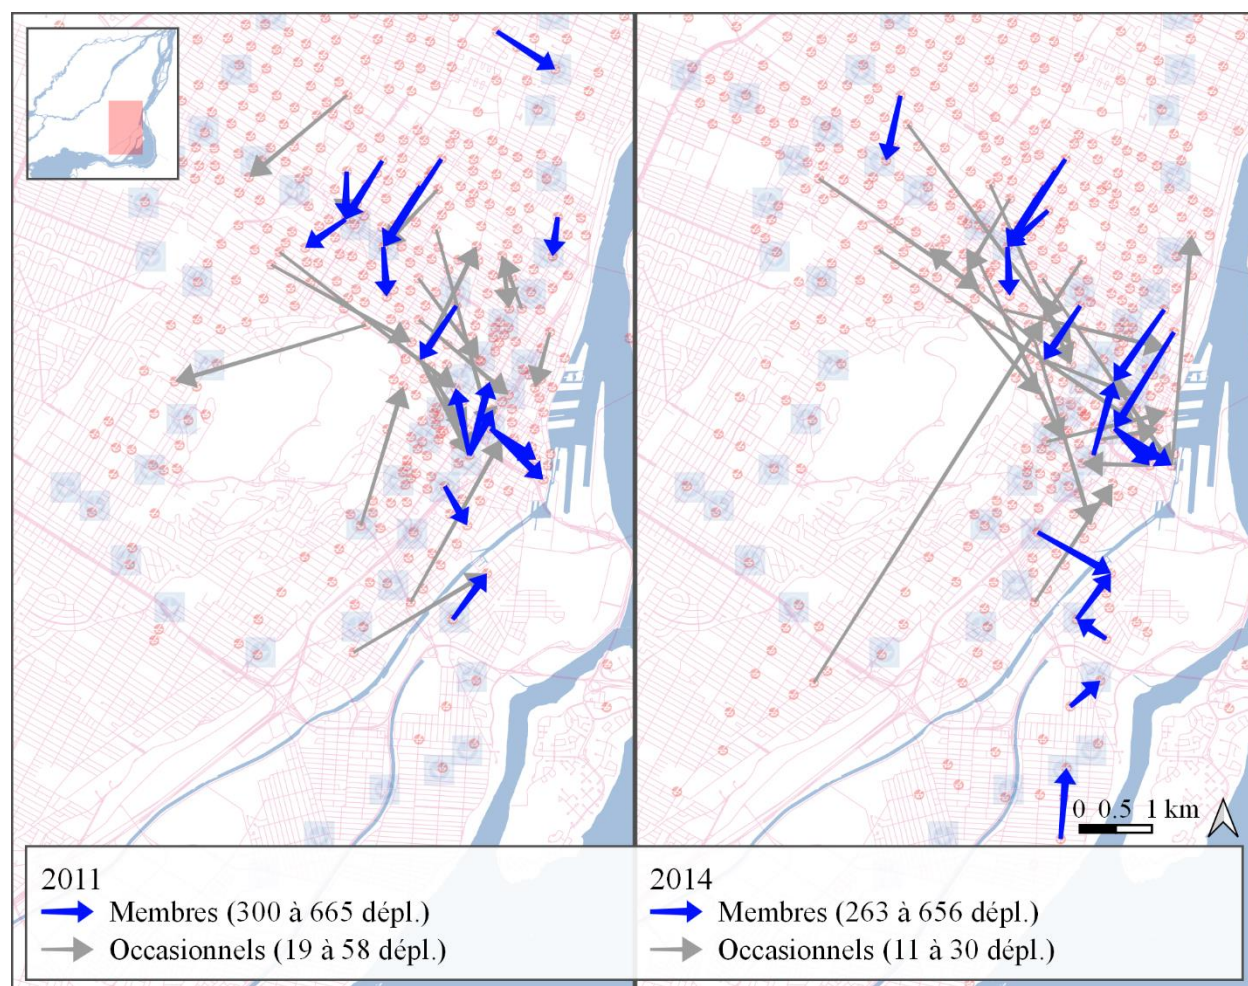 0 0.5 1 km
2011
Membres (300 à 665 dépl.)
Occasionnels (19 à 58 dépl.)
2014
Membres (263 à 656 dépl.)
Occasionnels (11 à 30 dépl.)